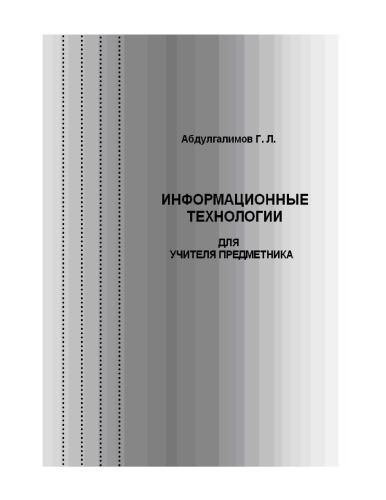 Абдулгалимов Г. Л.
ИНФОРМАЦИОННЫЕ
ТЕХНОЛОГИИ
ДЛЯ
УЧИТЕЛЯ ПРЕДМЕТНИКА